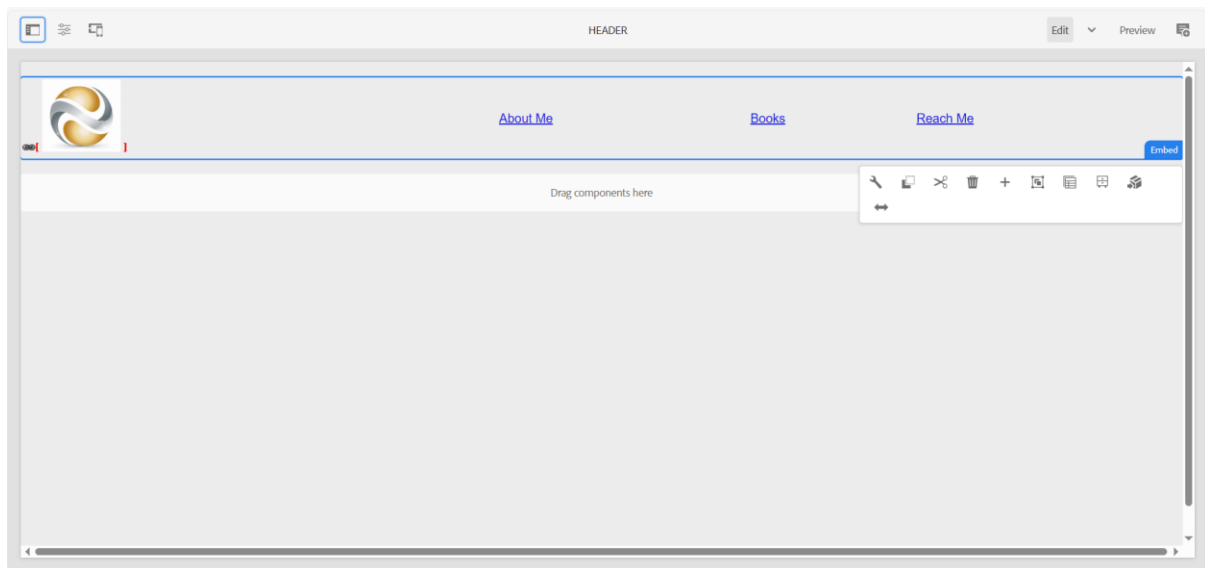 HEADER
Edit Preview
About Me Books Reach Me
[ ]
Embed
Drag components here